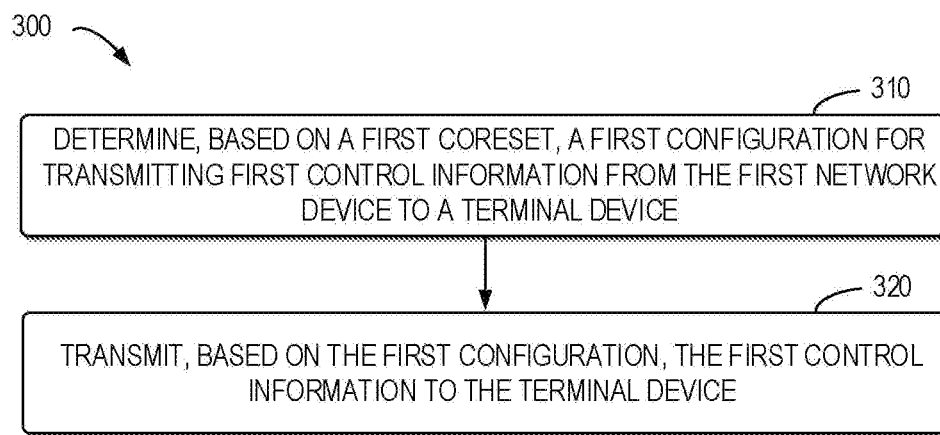 300
310
DETERMINE, BASED ON A FIRST CORESET, A FIRST CONFIGURATION FOR
TRANSMITTING FIRST CONTROL INFORMATION FROM THE FIRST NETWORK
DEVICE TO A TERMINAL DEVICE
320
TRANSMIT, BASED ON THE FIRST CONFIGURATION, THE FIRST CONTROL
INFORMATION TO THE TERMINAL DEVICE